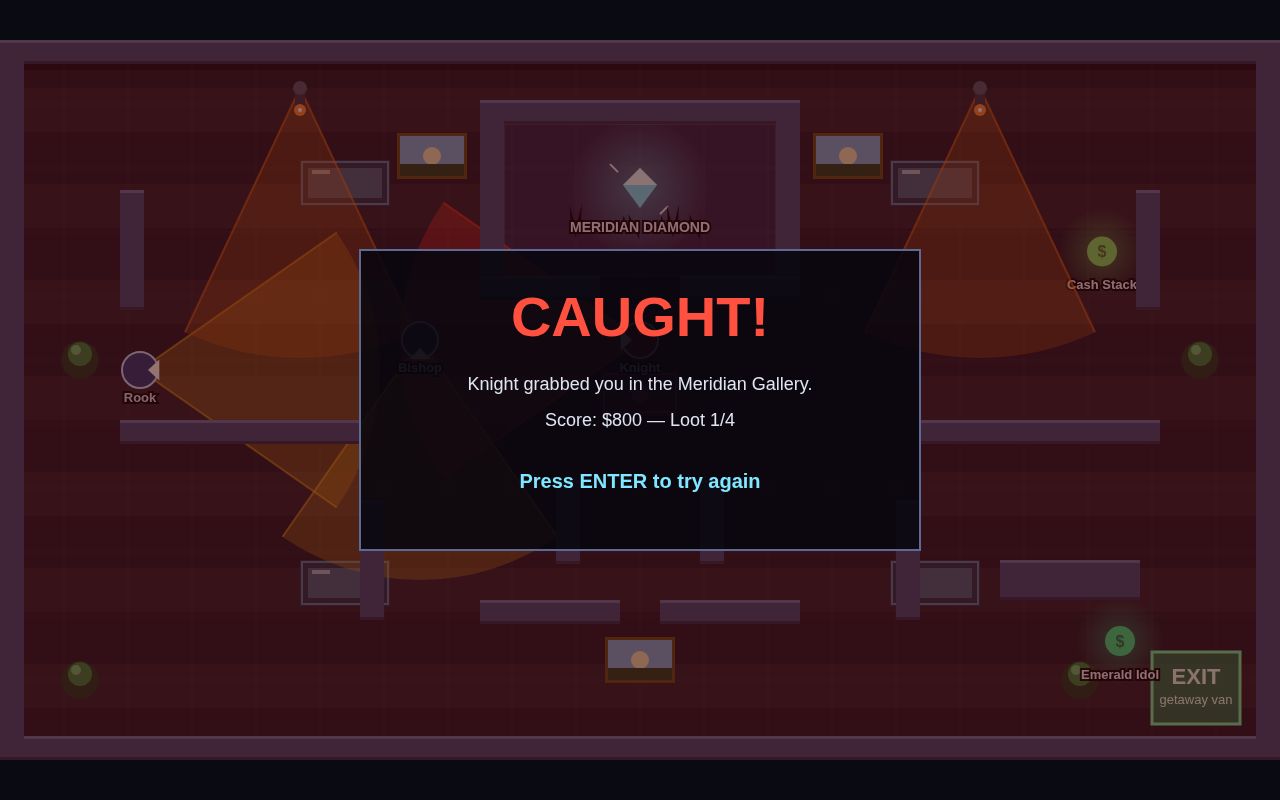 MERIDIAN DIAMOND
$
Cash Stack
CAUGHT!
Bishop
Knight
Knight grabbed you in the Meridian Gallery.
Rook
Score: $800 — Loot 1/4
Press ENTER to try again
$
Emerald Idol
EXIT
getaway van